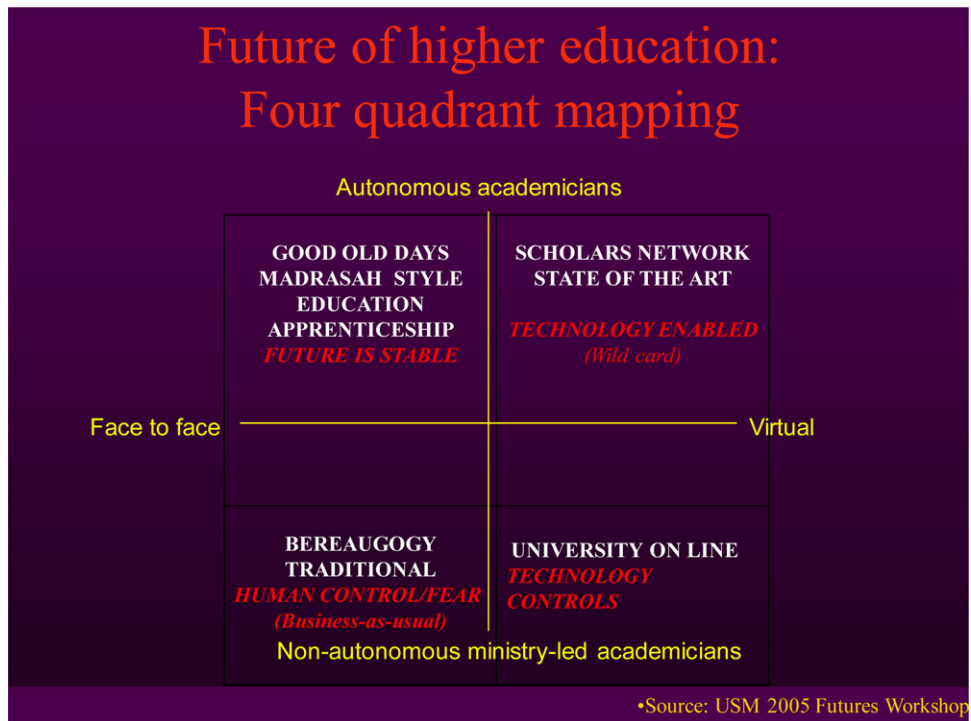 Future of higher education:
Four quadrant mapping
Autonomous academicians
GOOD OLD DAYS
MADRASAH STYLE
EDUCATION
APPRENTICESHIP
FUTURE IS STABLE
SCHOLARS NETWORK
STATE OF THE ART
TECHNOLOGY ENABLED
(Wild card)
Face to face
Virtual
BEREAUGOGY
TRADITIONAL
HUMAN CONTROL/FEAR
(Business-as-usual)
UNIVERSITY ON LINE
TECHNOLOGY
CONTROLS
Non-autonomous ministry-led academicians
•Source: USM 2005 Futures Workshop